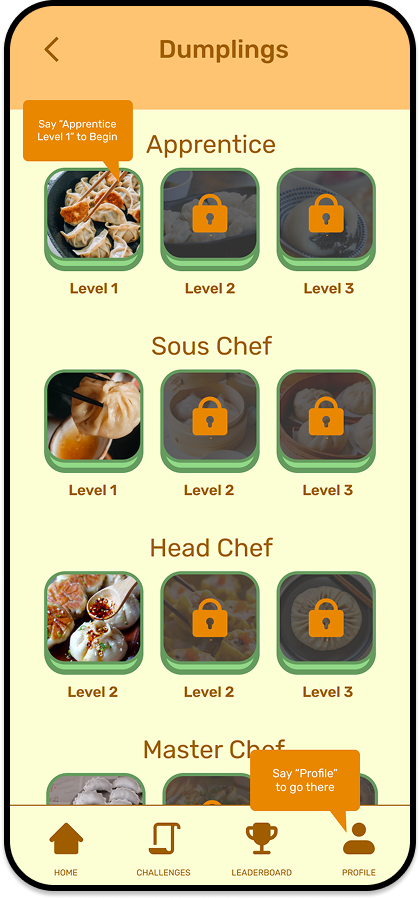 Dumplings
Say “Apprentice
Level 1” to Begin
Apprentice
Level 1
Level 2
Level 3
Sous Chef
Level 1
Level 2
Level 3
Head Chef
Level 2
Level 2
Level 3
Master Chef
Say “Profile”
to go there
HOME
CHALLENGES
LEADERBOARD
PROFILE